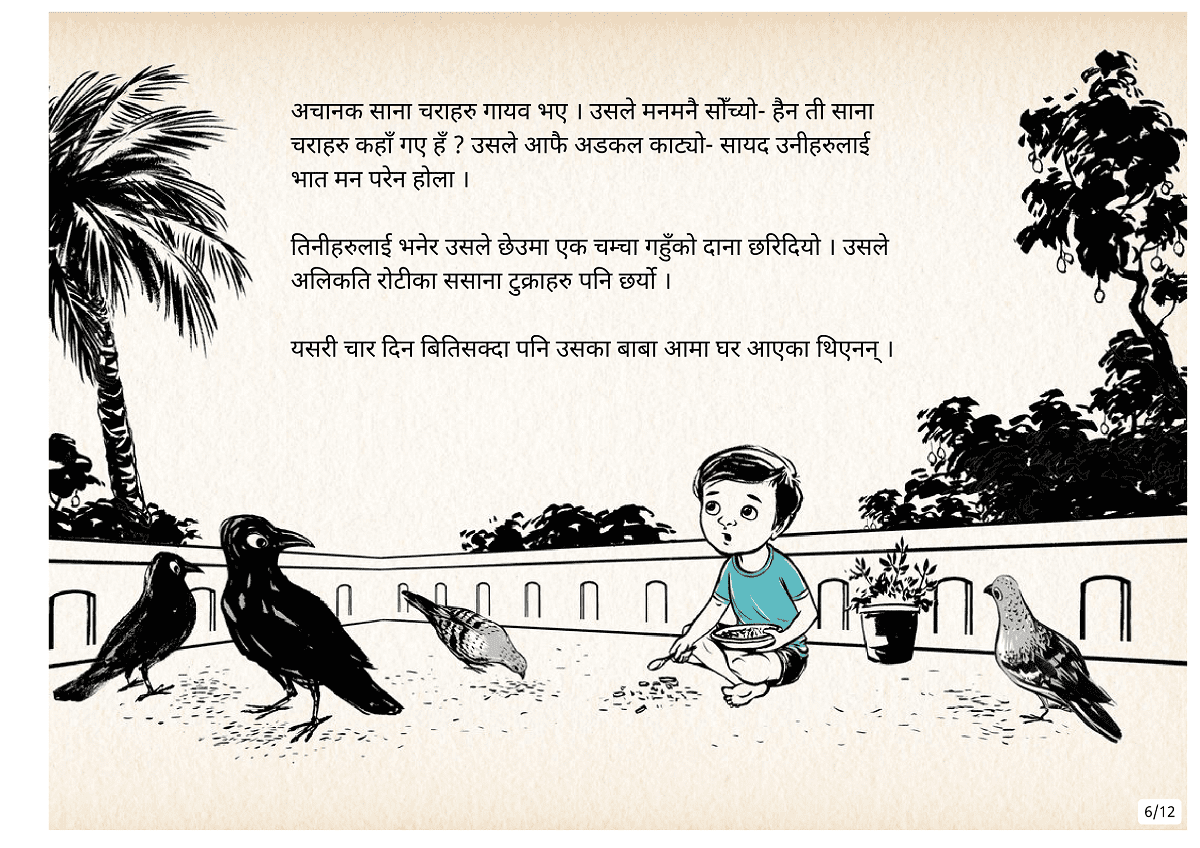 अचानक साना चराहरु गायव भए । उसले मनमनै सोँच्यो- हैन ती साना
चराहरु कहाँ गए हँ ? उसले आफै अडकल काट्यो- सायद उनीहरुलाई
भात मन परेन होला ।
तिनीहरुलाई भनेर उसले छेउमा एक चम्चा गहुँको दाना छरिदियो । उसले
अलिकति रोटीका ससाना टुक्राहरु पनि छर्यो ।
यसरी चार दिन बितिसक्दा पनि उसका बाबा आमा घर आएका थिएनन् ।
6/12